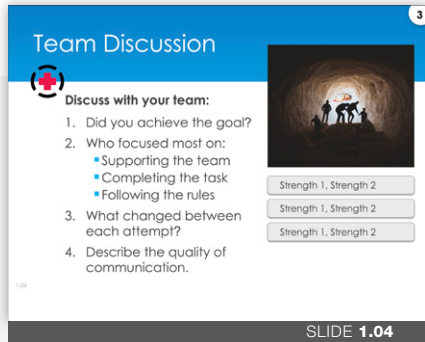 3
Team Discussion
Discuss with your team:
1. Did you achieve the goal?
2. Who focused most on:
▪Supporting the team
▪Completing the task
▪Following the rules
3. What changed between
each attempt?
4. Describe the quality of
communication.
Strength 1, Strength 2
Strength 1, Strength 2
Strength 1, Strength 2
1.04
SLIDE 1.04